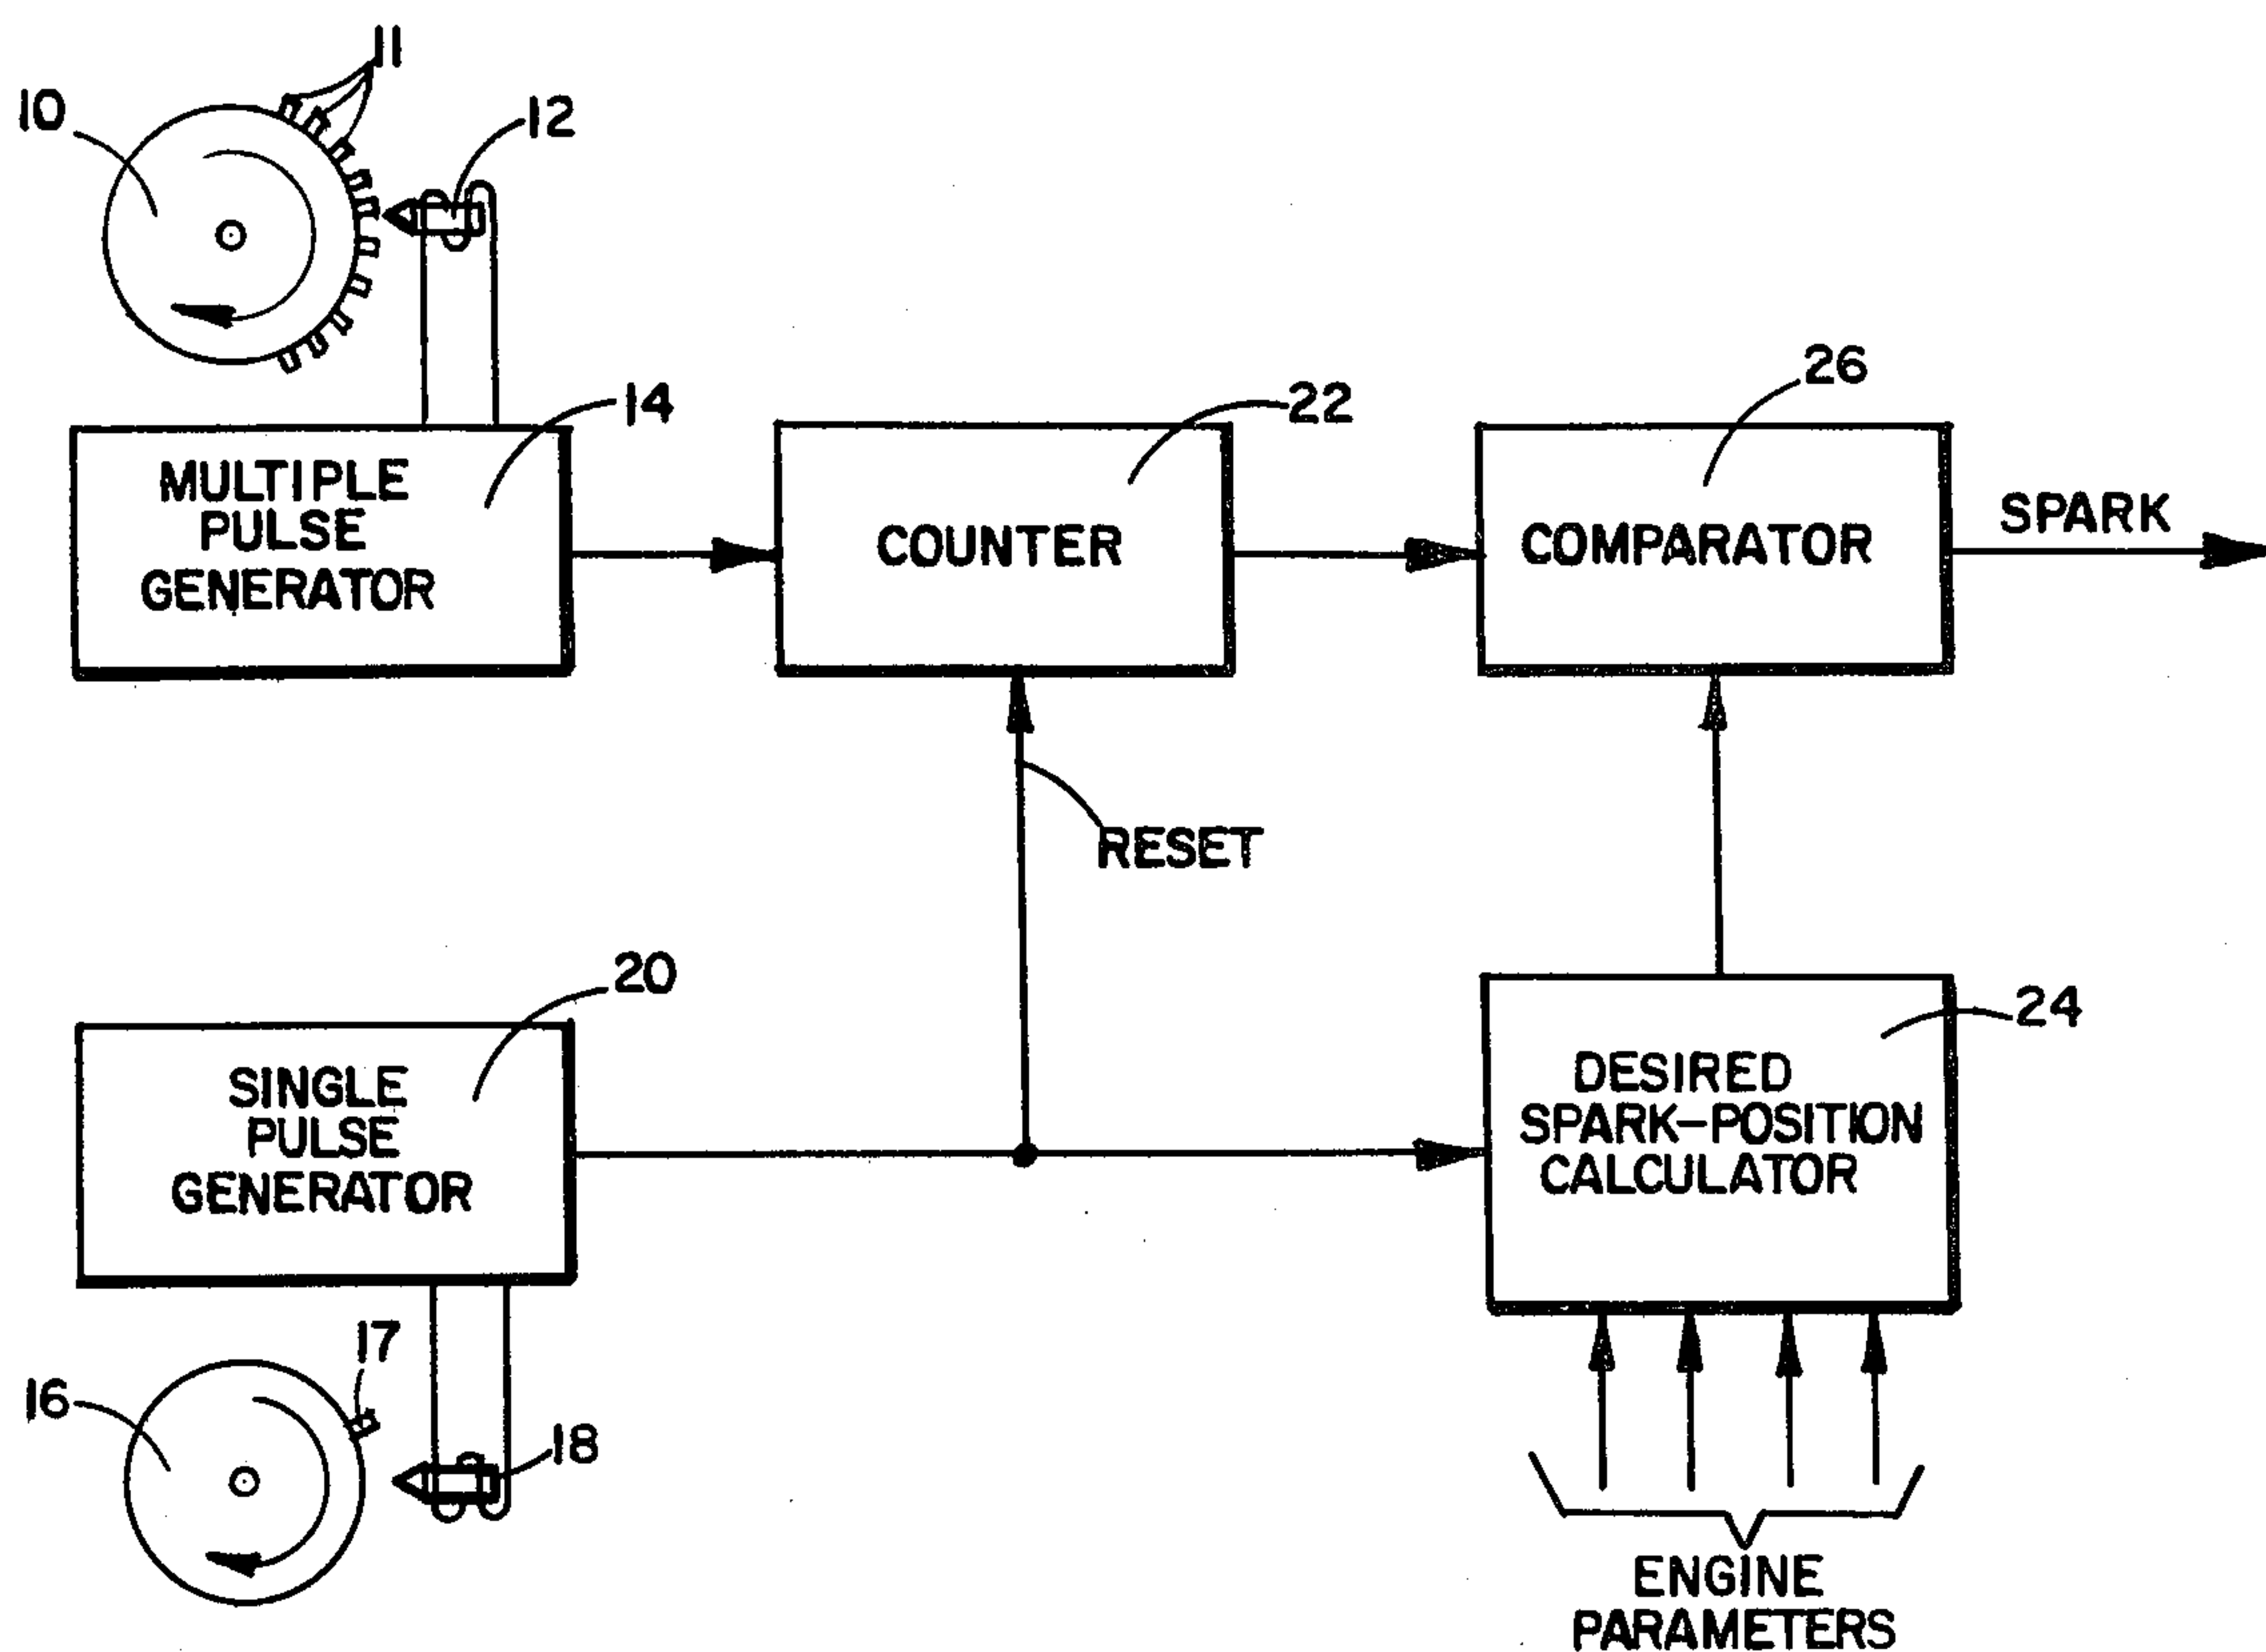 11
10
12
14
22
26
MULTIPLE
PULSE
GENERATOR
COUNTER
COMPARATOR
SPARK
RESET
20
24
SINGLE
PULSE
GENERATOR
DESIRED
SPARK-POSITION
CALCULATOR
17
16
18
ENGINE
PARAMETERS